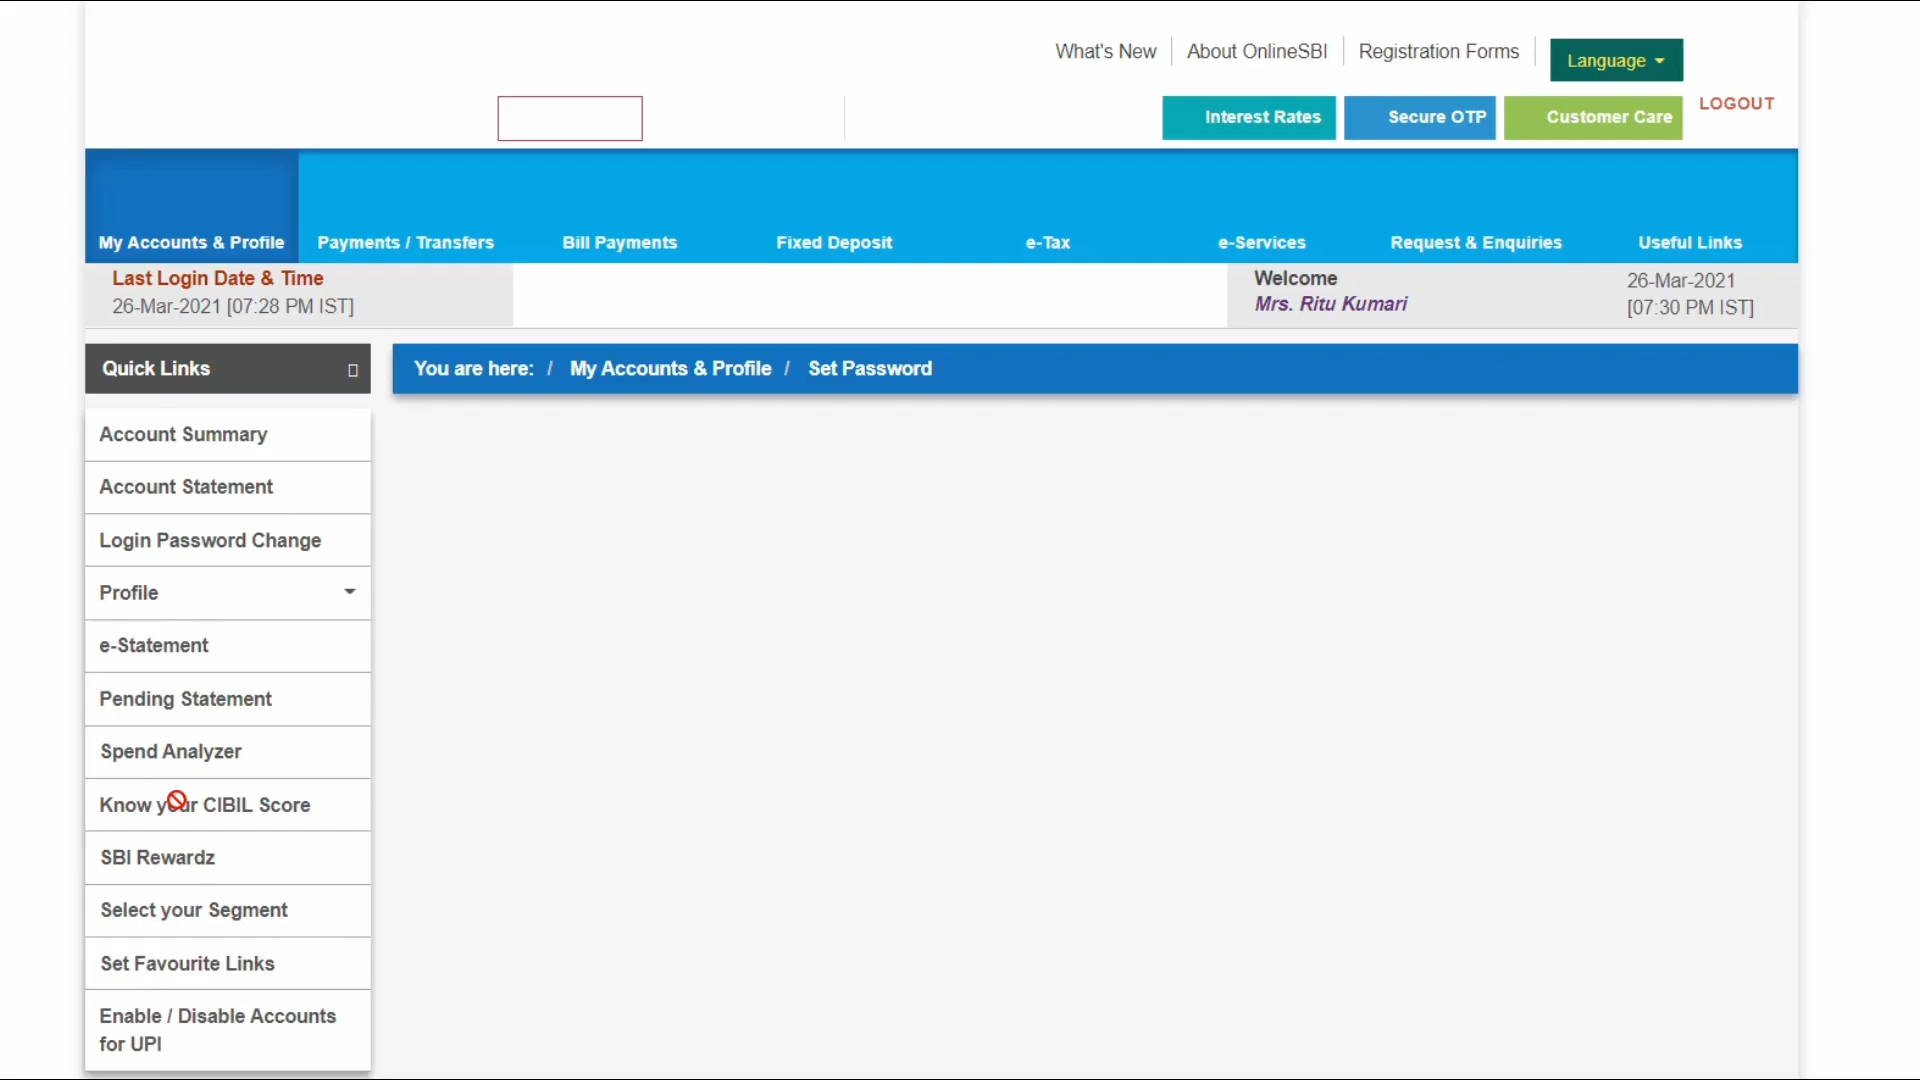 What's New
About OnlineSBI
Registration Forms
Language
Interest Rates
Secure OTP
Customer Care
LOGOUT
My Accounts & Profile
Payments / Transfers
Bill Payments
Fixed Deposit
e-Tax
e-Services
Request & Enquiries
Useful Links
Last Login Date & Time
26-Mar-2021 [07:28 PM IST]
Welcome
Mrs. Ritu Kumari
26-Mar-2021
[07:30 PM IST]
Quick Links
You are here: / My Accounts & Profile / Set Password
Account Summary
Account Statement
Login Password Change
Profile
e-Statement
Pending Statement
Spend Analyzer
Know your CIBIL Score
SBI Rewardz
Select your Segment
Set Favourite Links
Enable / Disable Accounts
for UPI